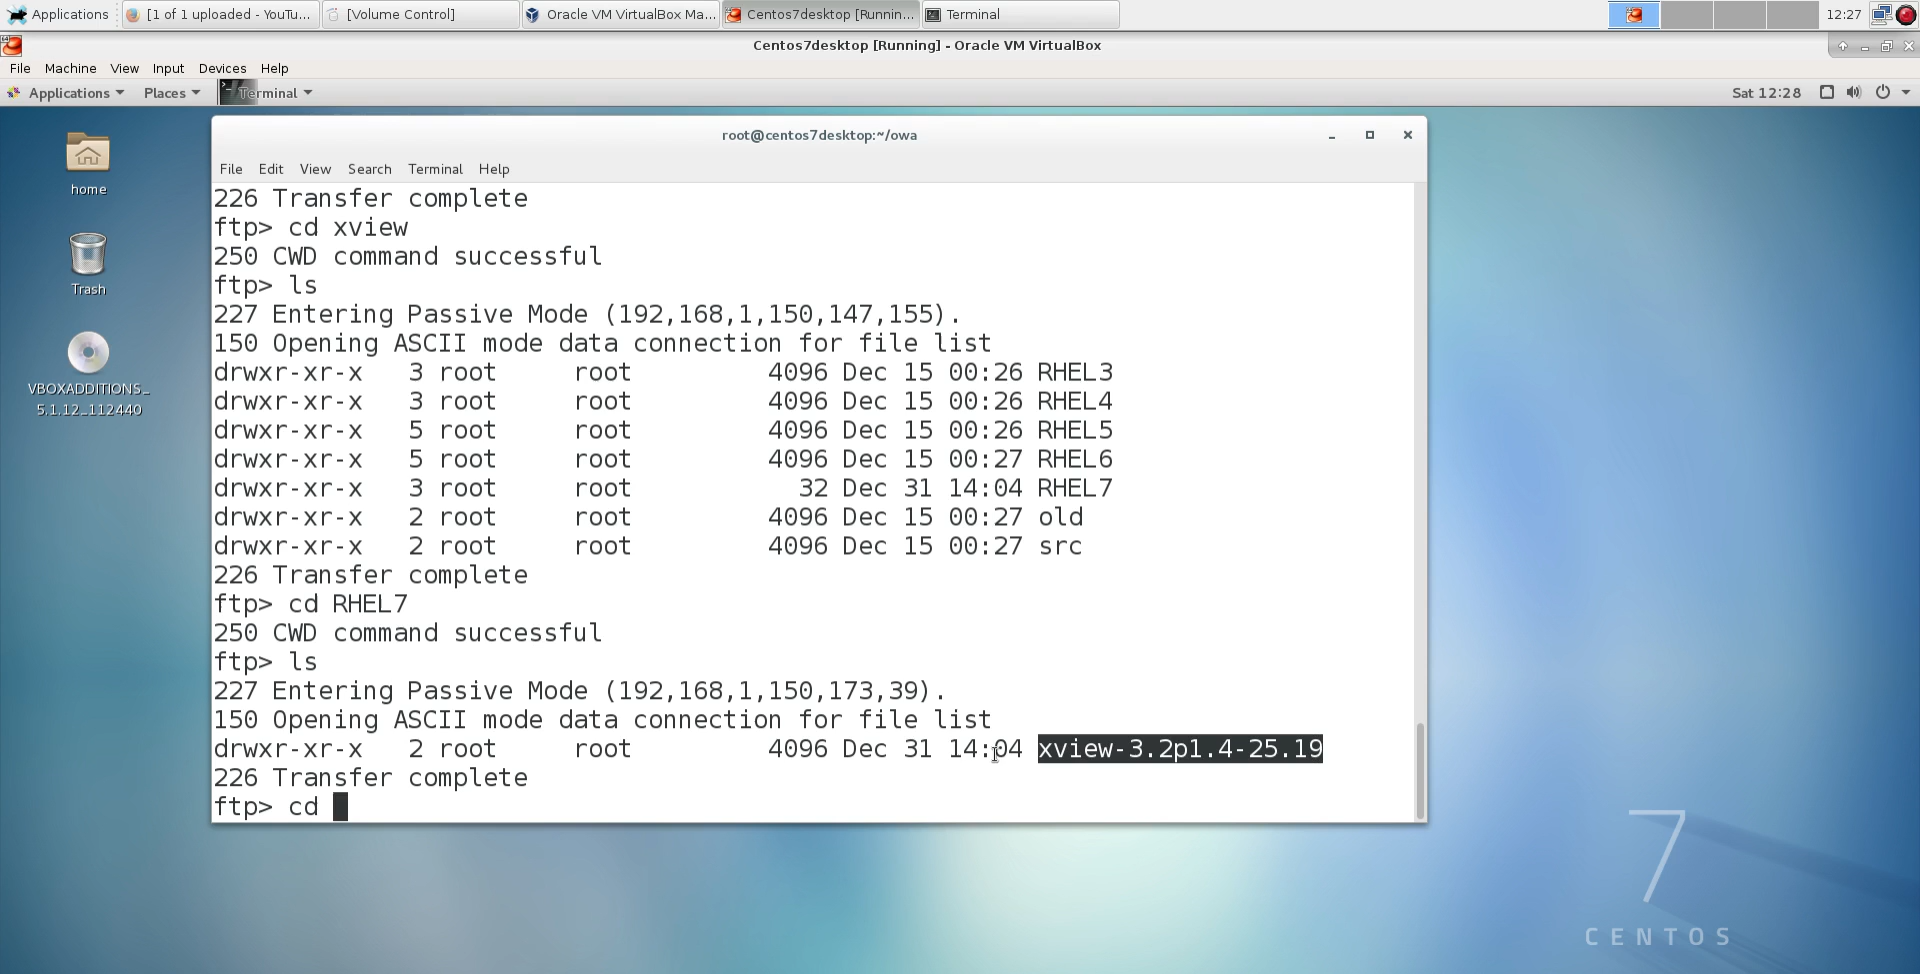 Applications
[1 of 1 uploaded - YouTu...
[Volume Control]
Oracle VM VirtualBox Ma...
Centos7desktop [Runnin...
Terminal
12:27
Centos7desktop [Running] - Oracle VM VirtualBox
File Machine View Input Devices Help
Applications Places Terminal Sat 12:28
home
Trash
VBOXADDITIONS_
5.1.12_112440
root@centos7desktop:~/owa
File Edit View Search Terminal Help
226 Transfer complete
ftp> cd xview
250 CWD command successful
ftp> ls
227 Entering Passive Mode (192,168,1,150,147,155).
150 Opening ASCII mode data connection for file list
drwxr-xr-x   3 root     root         4096 Dec 15 00:26 RHEL3
drwxr-xr-x   3 root     root         4096 Dec 15 00:26 RHEL4
drwxr-xr-x   5 root     root         4096 Dec 15 00:26 RHEL5
drwxr-xr-x   5 root     root         4096 Dec 15 00:27 RHEL6
drwxr-xr-x   3 root     root           32 Dec 31 14:04 RHEL7
drwxr-xr-x   2 root     root         4096 Dec 15 00:27 old
drwxr-xr-x   2 root     root         4096 Dec 15 00:27 src
226 Transfer complete
ftp> cd RHEL7
250 CWD command successful
ftp> ls
227 Entering Passive Mode (192,168,1,150,173,39).
150 Opening ASCII mode data connection for file list
drwxr-xr-x   2 root     root         4096 Dec 31 14:04 xview-3.2p1.4-25.19
226 Transfer complete
ftp> cd
7
CENTOS